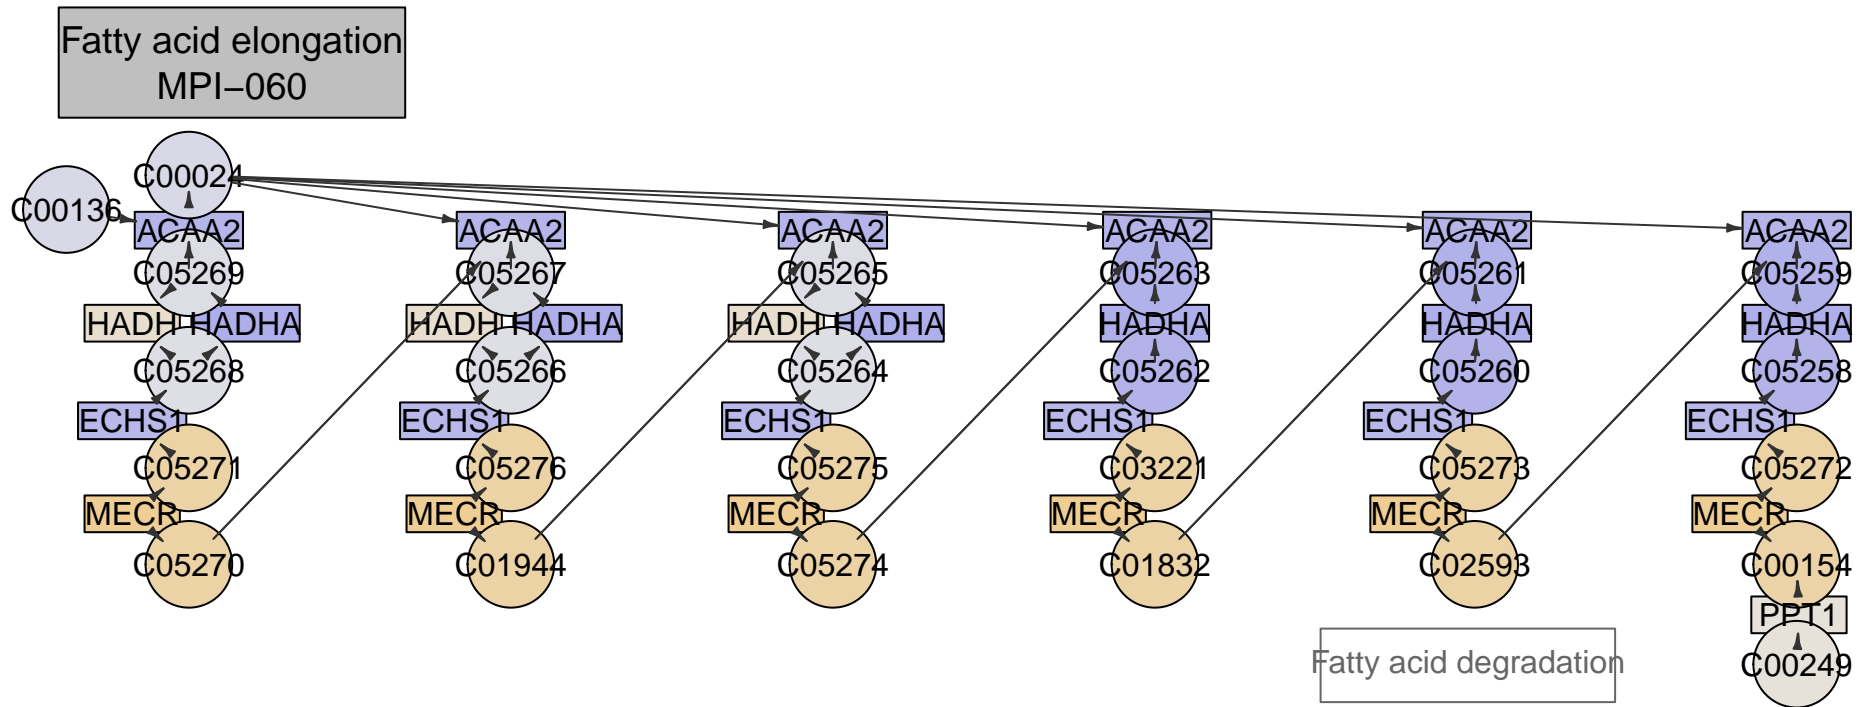 Fatty acid elongation
MPI−060
C00024
C00136
ACAA2 ACAA2 ACAA2 ACAA2 ACAA2 ACAA2
C05269 C05267 C05265 C05263 C05261 C05259
HADH HADHA HADH HADHA HADH HADHA HADHA HADHA HADHA
C05268 C05266 C05264 C05262 C05260 C05258
ECHS1 ECHS1 ECHS1 ECHS1 ECHS1 ECHS1
C05271 C05276 C05275 C03221 C05273 C05272
MECR MECR MECR MECR MECR MECR
C05270 C01944 C05274 C01832 C02593 C00154
PPT1
Fatty acid degradation
C00249